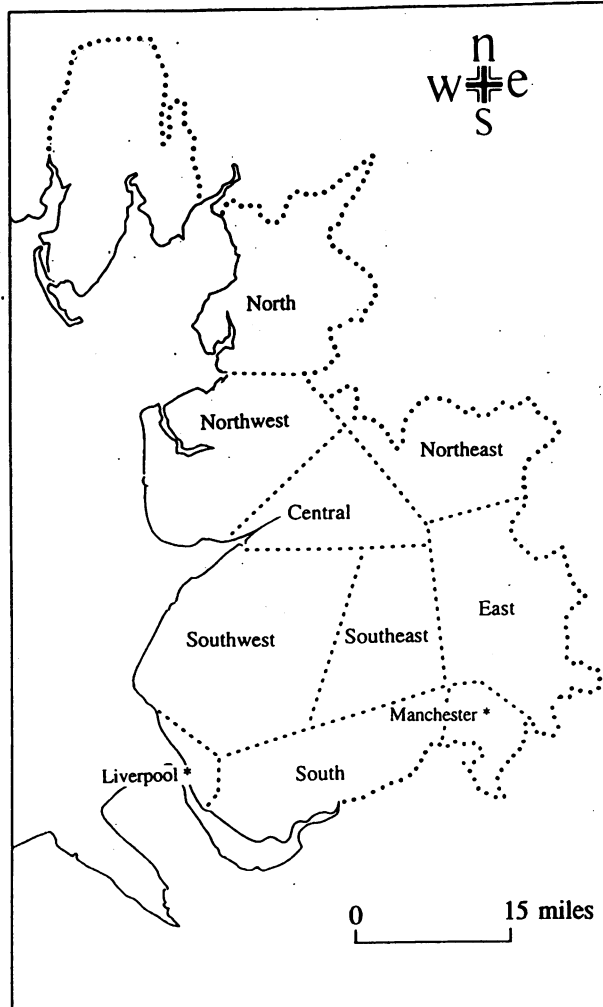 n
w e
s
North
Northwest
Northeast
Central
East
Southwest
Southeast
Manchester *
Liverpool *
South
0 15 miles